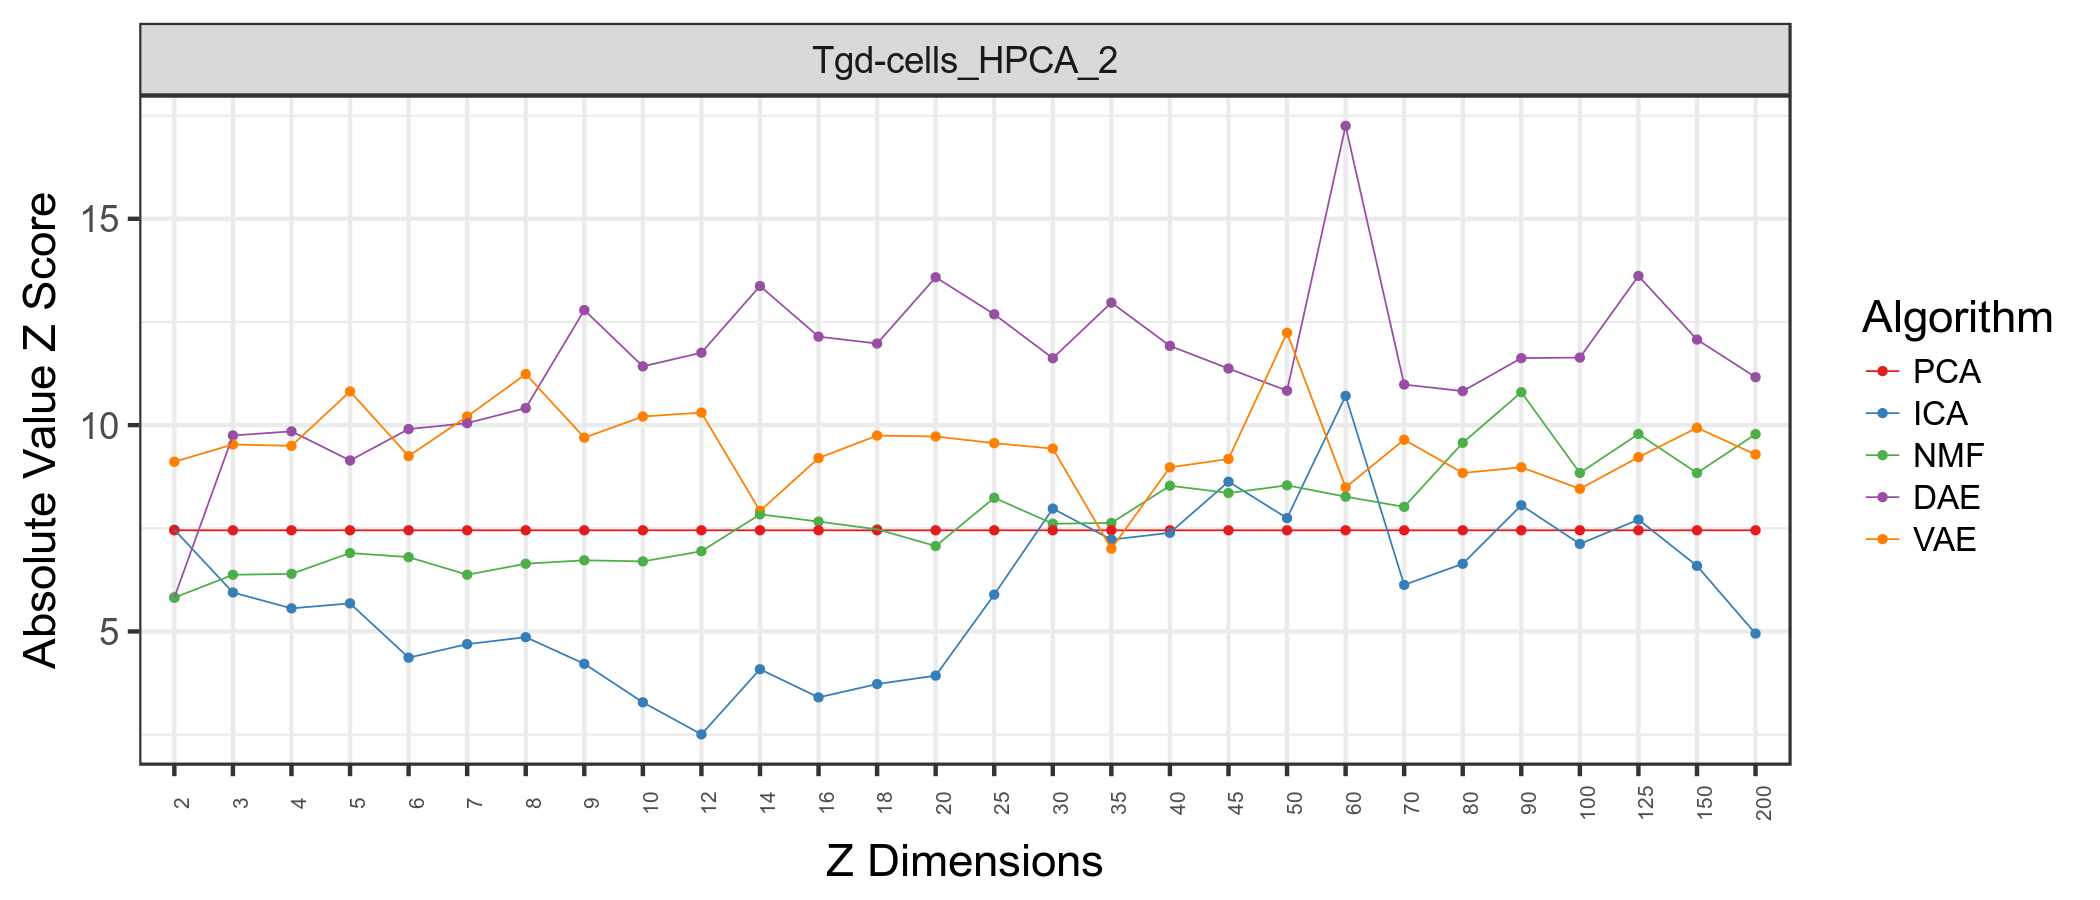 Tgd-cells_HPCA_2
Absolute Value Z Score
15
10
5
2 3 4 5 6 7 8 9 10 12 14 16 18 20 25 30 35 40 45 50 60 70 80 90 100 125 150 200
Z Dimensions
Algorithm
PCA
ICA
NMF
DAE
VAE